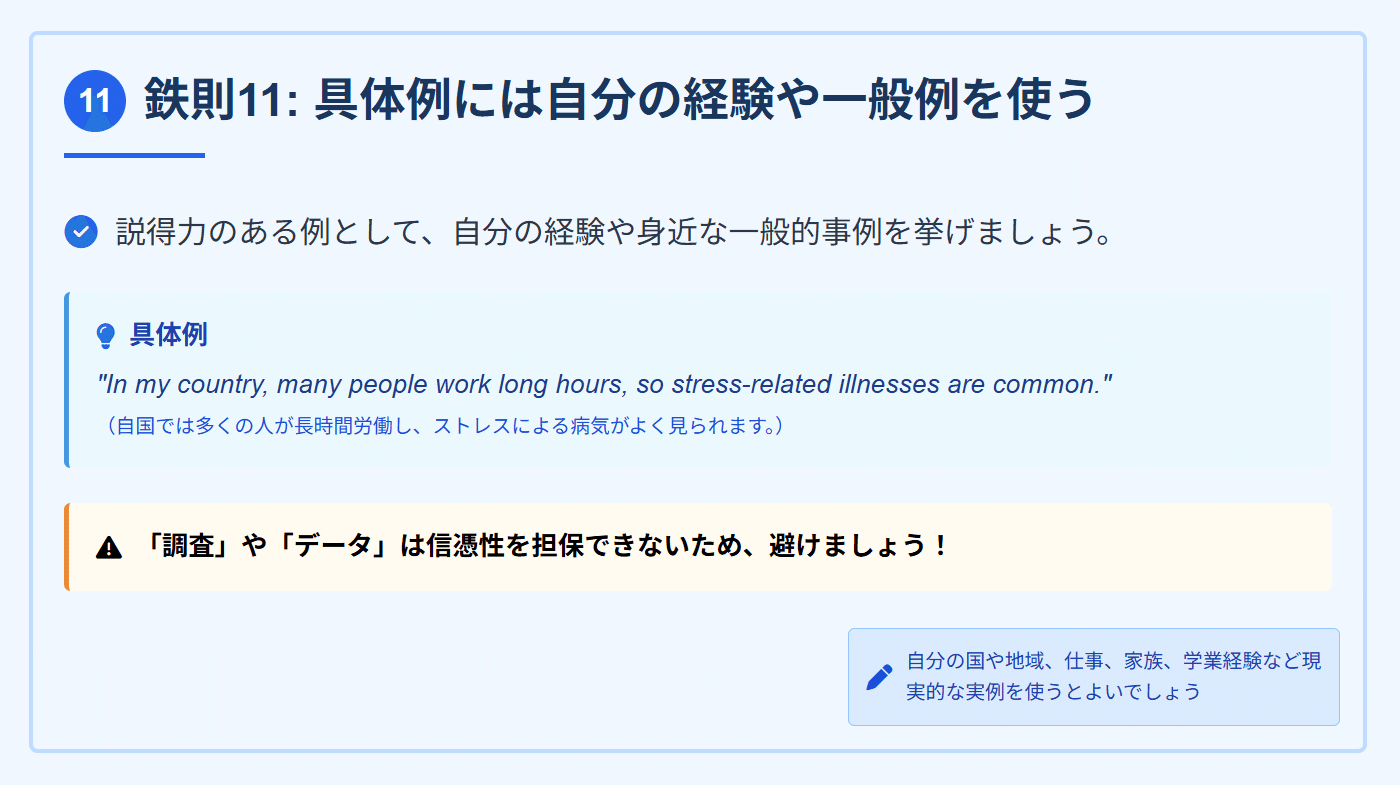 11 鉄則11: 具体例には自分の経験や一般例を使う
説得力のある例として、自分の経験や身近な一般的事例を挙げましょう。
具体例
"In my country, many people work long hours, so stress-related illnesses are common."
（自国では多くの人が長時間労働し、ストレスによる病気がよく見られます。）
「調査」や「データ」は信憑性を担保できないため、避けましょう！
自分の国や地域、仕事、家族、学業経験など現
実的な実例を使うとよいでしょう